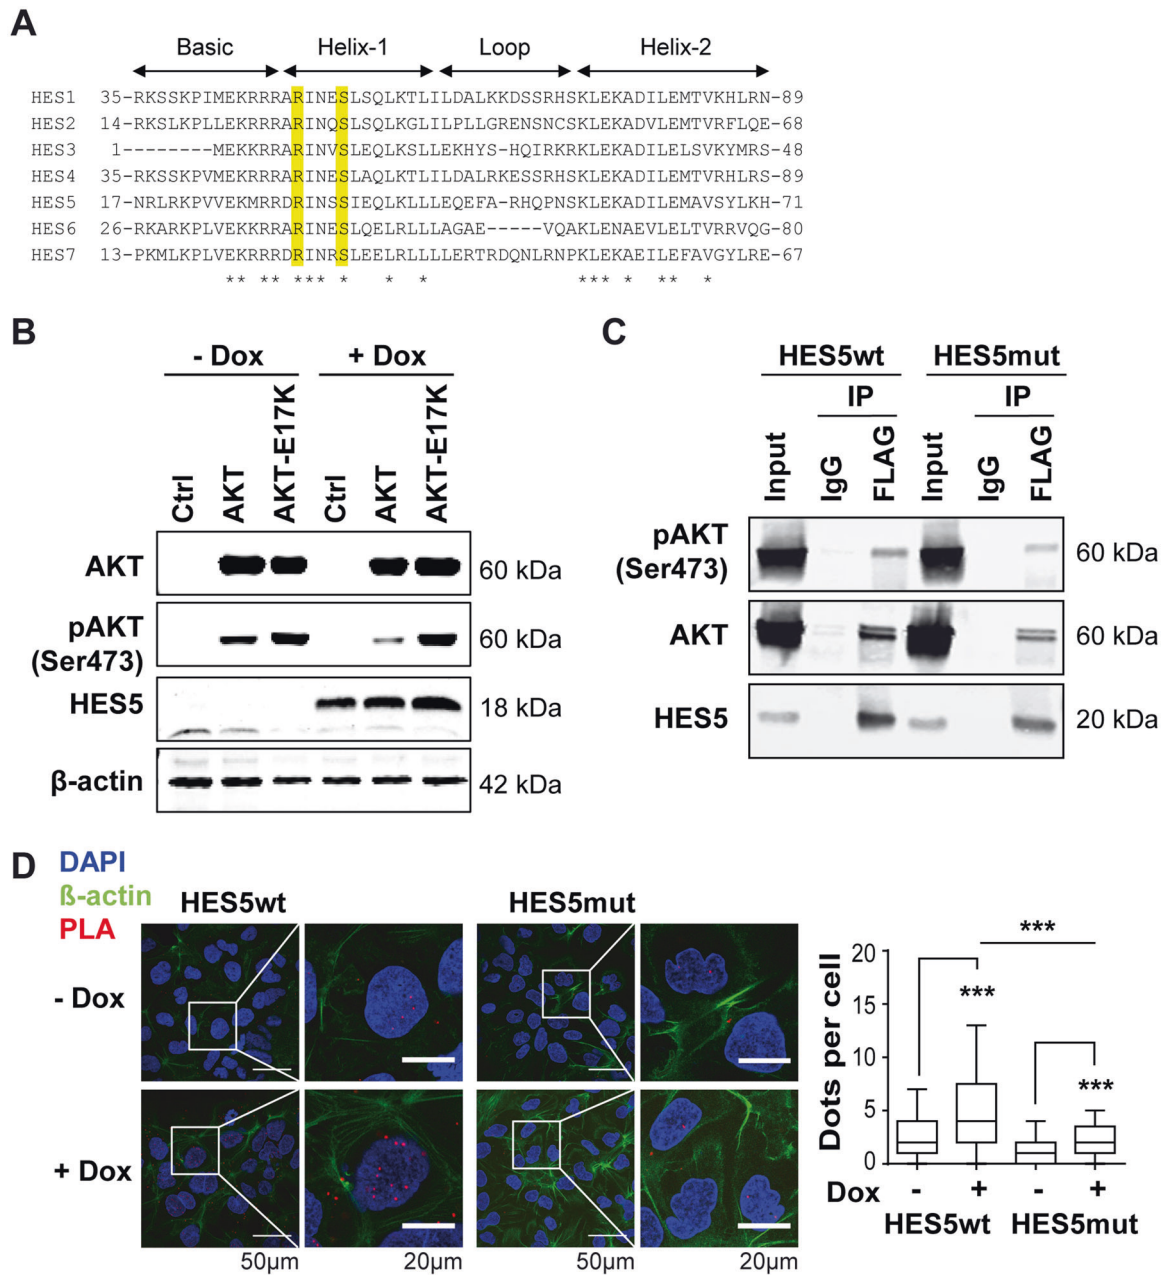 A
Basic Helix-1 Loop Helix-2
HES1 35-RKSSKPIMEKRRRARINESLSQLKTLILDALKKDSSRHSKLEKADILEMTVKHLRN-89
HES2 14-RKSLKPLLEKRRRARINQSLSQLKGLILPLLGRENSNCSKLEKADVLEMTVRFLQE-68
HES3 1--------MEKKRRARINVSLEQLKSLLEKHYS-HQIRKRKLEKADILELSVKYMRS-48
HES4 35-RKSSKPVMEKRRRARINESLAQLKTLILDALRKESSRHSKLEKADILEMTVRHLRS-89
HES5 17-NRLRKPVVEKMRRDRINSSIEQLKLLLEQEFA-RHQPNSKLEKADILEMAVSYLKH-71
HES6 26-RKARKPLVEKKRRARINESLQELRLLLAGAE-----VQAKLENAEVLELTVRRVQG-80
HES7 13-PKMLKPLVEKRRRDRINRSLEELRLLLLERTRDQNLRNPKLEKAEILEFAVGYLRE-67
** ** *** * * * *** * ** *
B
- Dox + Dox
Ctrl AKT AKT-E17K Ctrl AKT AKT-E17K
AKT 60 kDa
pAKT 60 kDa
(Ser473)
HES5 18 kDa
ß-actin 42 kDa
C
HES5wt HES5mut
IP IP
Input IgG FLAG Input IgG FLAG
pAKT 60 kDa
(Ser473)
AKT 60 kDa
HES5 20 kDa
D
DAPI
ß-actin
PLA
HES5wt HES5mut
- Dox
+ Dox
50µm 20µm 50µm 20µm
Dots per cell
20
15
10
5
0
***
***
***
Dox - + - +
HES5wt HES5mut